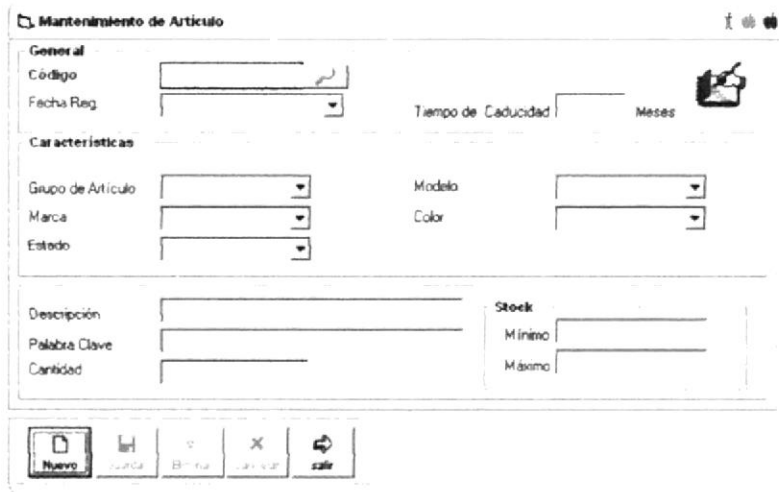 Mantenimiento de Artículo
General
Código
Fecha Reg.
Tiempo de Caducidad
Meses
Características
Grupo de Artículo
Modelo
Marca
Color
Estado
Descripción
Palabra Clave
Cantidad
Stock
Mínimo
Máximo
Nuevo
salir